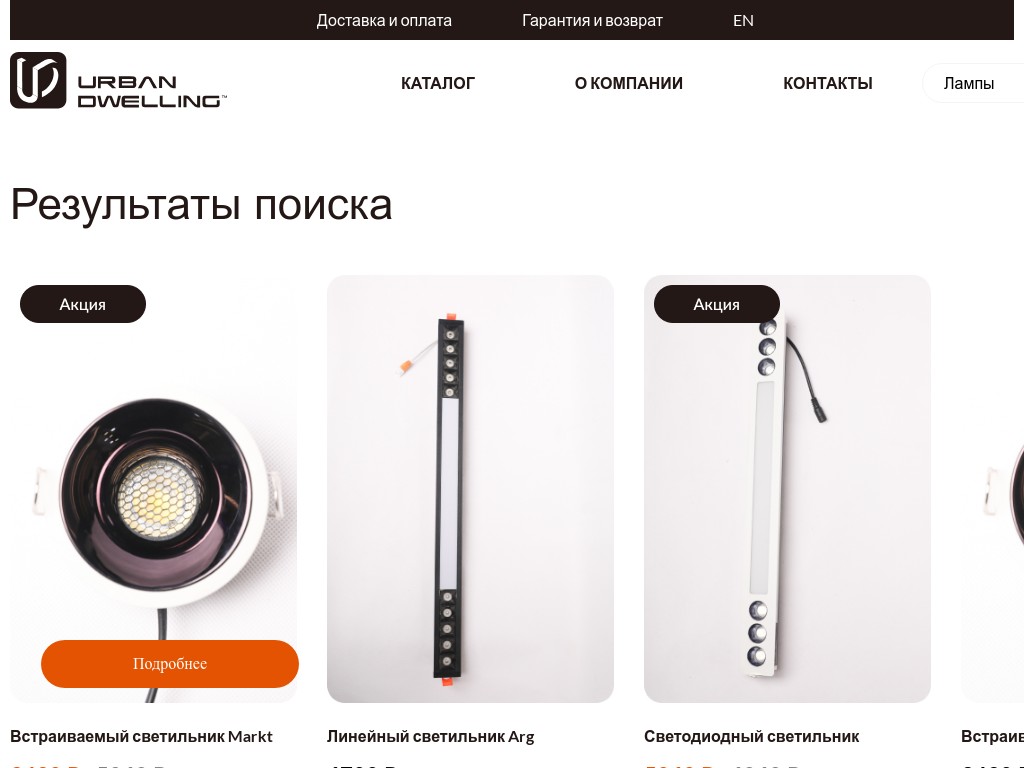 Доставка и оплата Гарантия и возврат EN
URBAN
DWELLING™
КАТАЛОГ О КОМПАНИИ КОНТАКТЫ Лампы
Результаты поиска
Акция Акция
Подробнее
Встраиваемый светильник Markt Линейный светильник Arg Светодиодный светильник